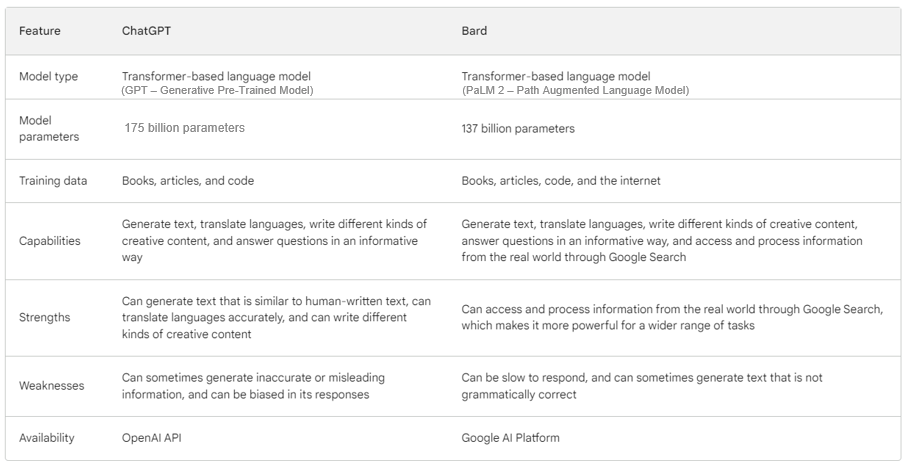 Feature ChatGPT Bard
Model type Transformer-based language model Transformer-based language model
(GPT – Generative Pre-Trained Model) (PaLM 2 – Path Augmented Language Model)
Model
parameters 175 billion parameters 137 billion parameters
Training data Books, articles, and code Books, articles, code, and the internet
Capabilities
Generate text, translate languages, write different kinds of
creative content, and answer questions in an informative
way
Generate text, translate languages, write different kinds of creative content,
answer questions in an informative way, and access and process information
from the real world through Google Search
Strengths
Can generate text that is similar to human-written text, can
translate languages accurately, and can write different
kinds of creative content
Can access and process information from the real world through Google Search,
which makes it more powerful for a wider range of tasks
Weaknesses
Can sometimes generate inaccurate or misleading
information, and can be biased in its responses
Can be slow to respond, and can sometimes generate text that is not
grammatically correct
Availability OpenAI API Google AI Platform